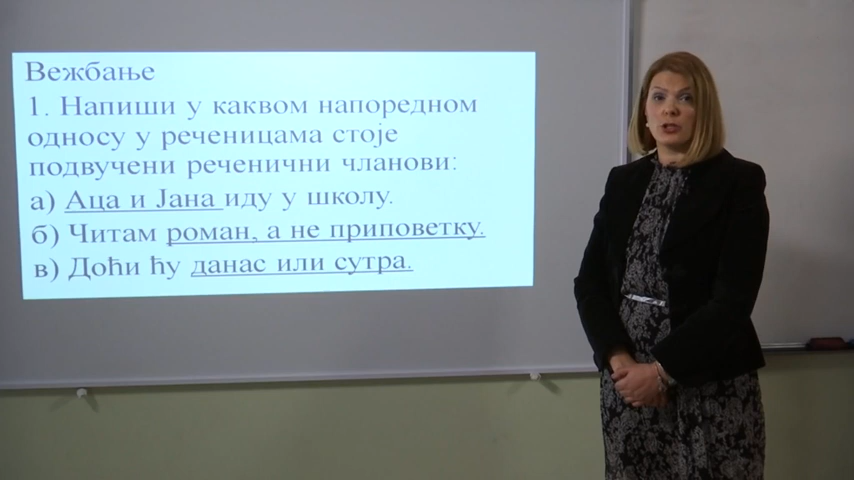 Вежбање
1. Напиши у каквом напоредном
односу у реченицама стоје
подвучени реченични чланови:
а) Аца и Јана иду у школу.
б) Читам роман, а не приповетку.
в) Доћи ћу данас или сутра.